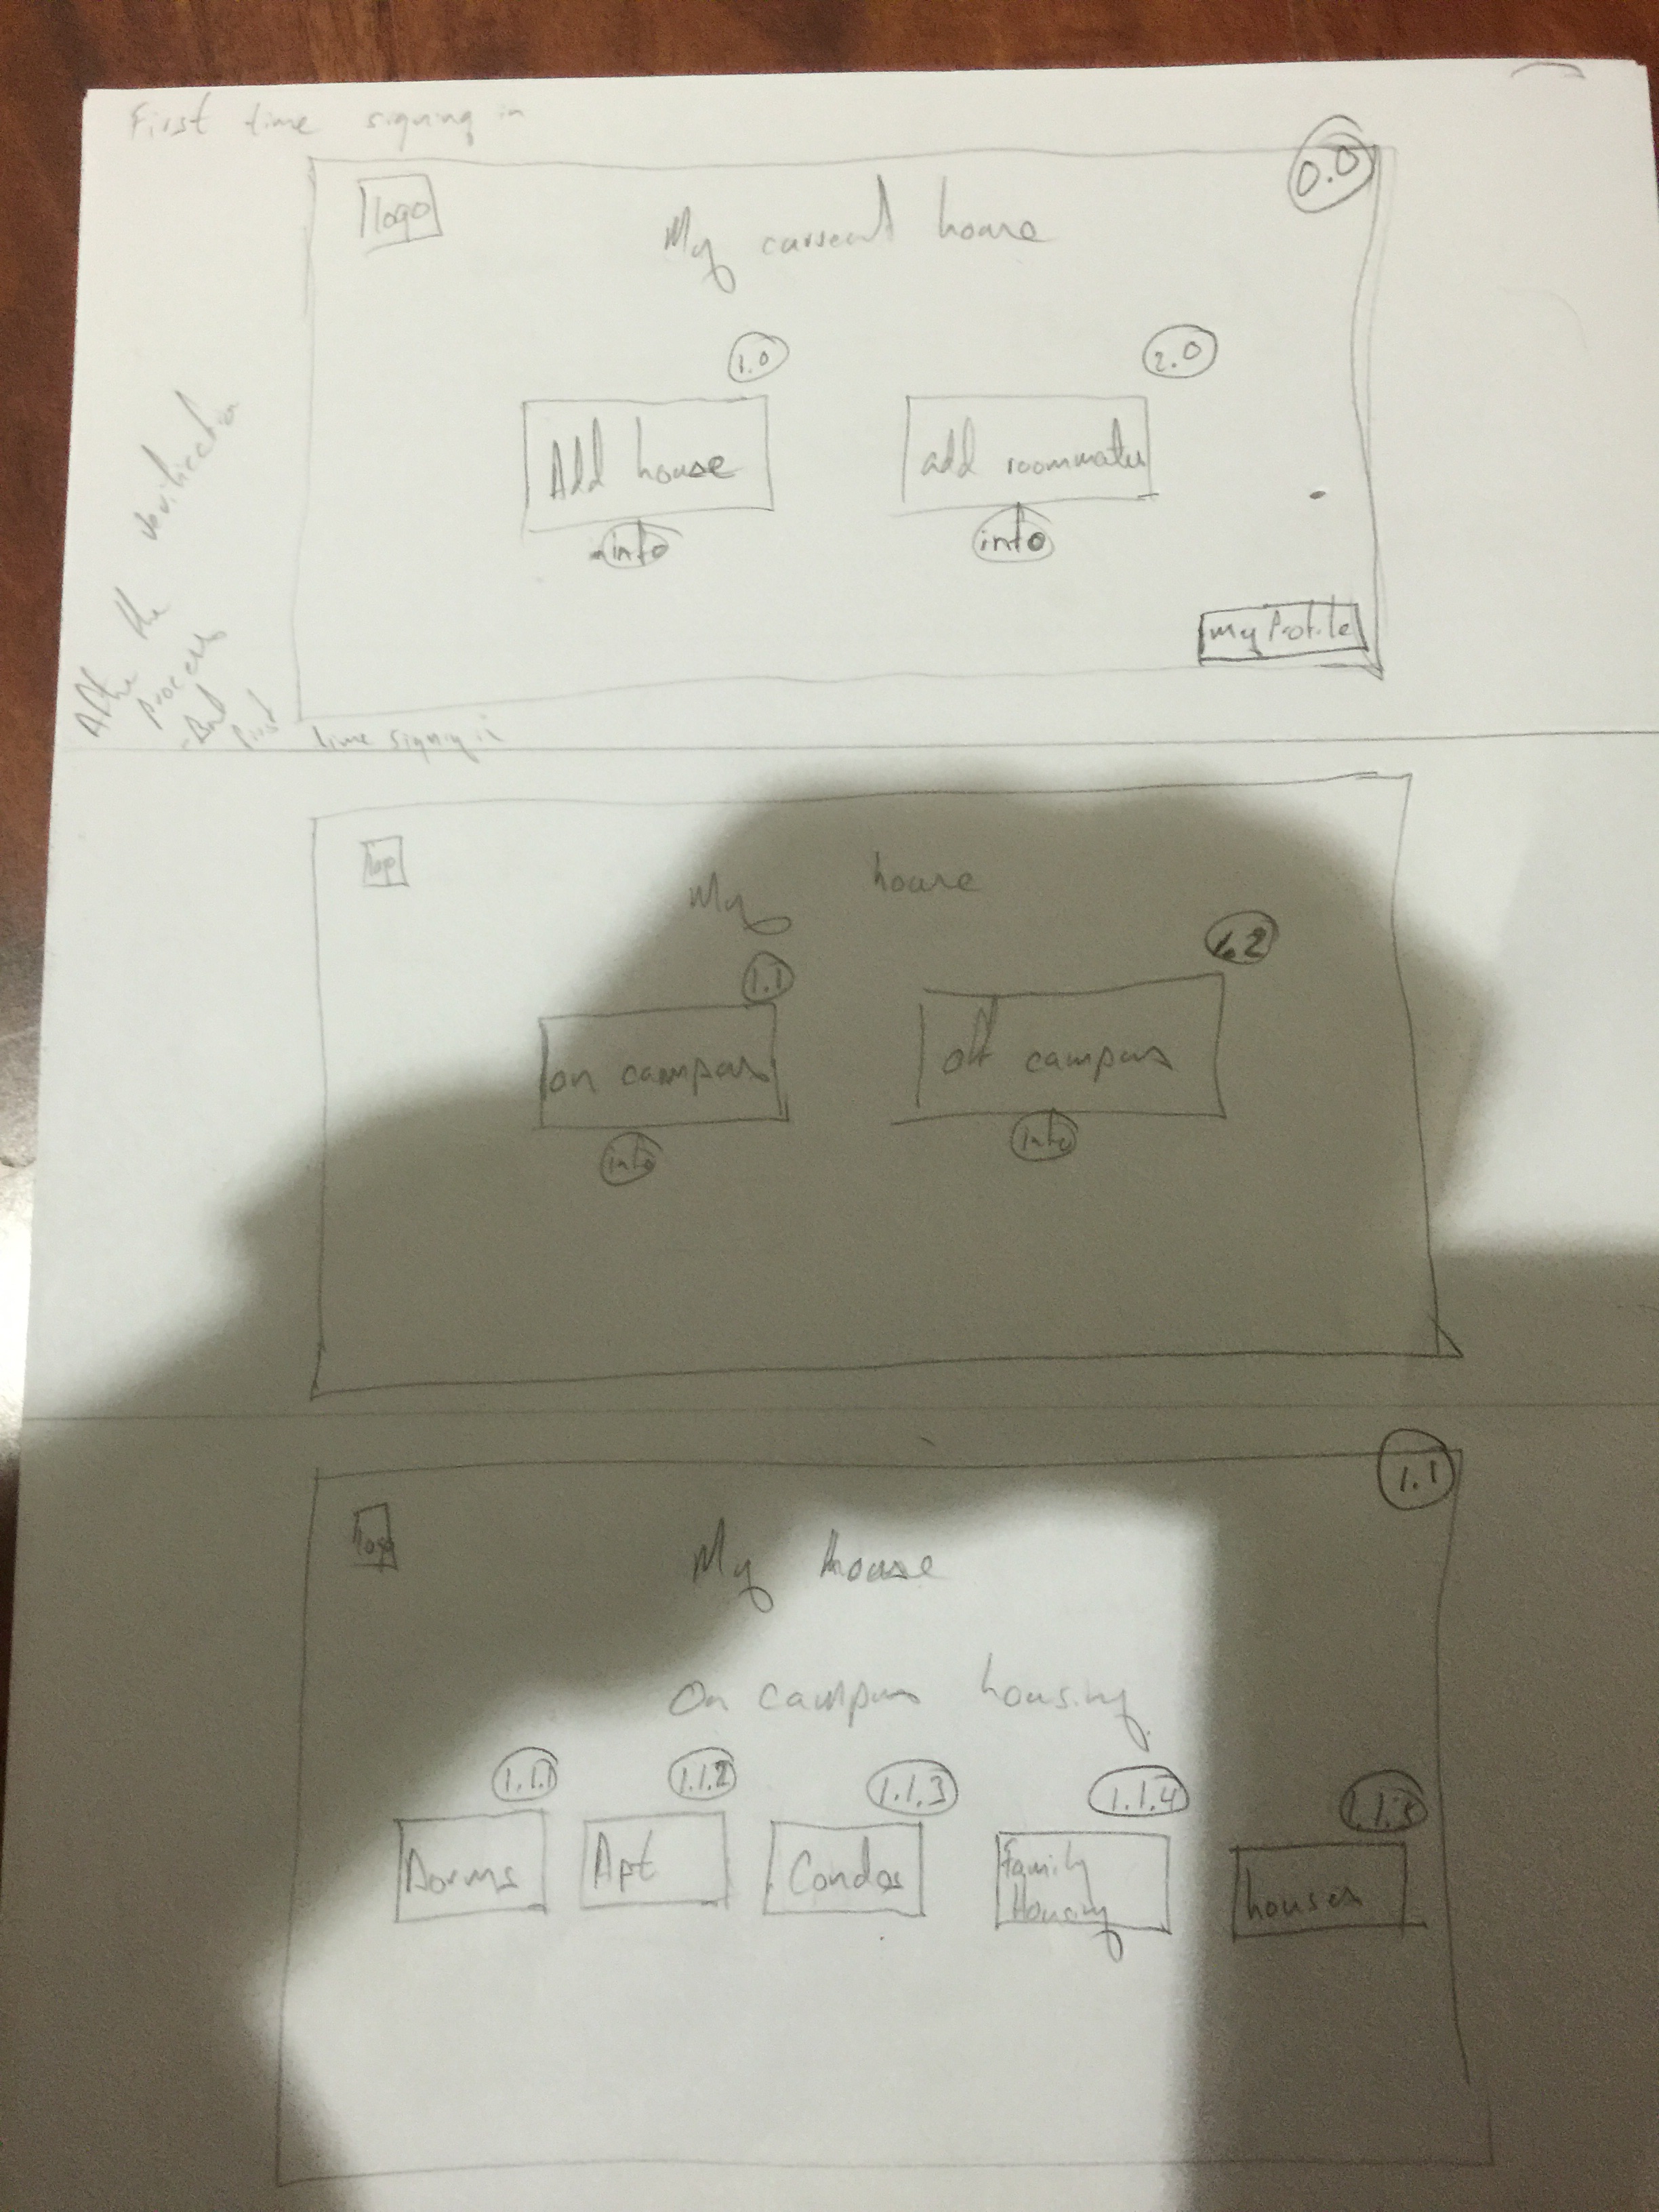 First time signing in
0.0
logo
My current house
1.0
2.0
Add house
add roommates
info
info
my Profile
After the verification
process
- But first time signing in
logo
My house
1.1
1.2
on campus
off campus
info
info
1.1
logo
My house
On campus housing
1.1.1
1.1.2
1.1.3
1.1.4
1.1.5
Dorms
Apt
Condos
Family
Housing
houses